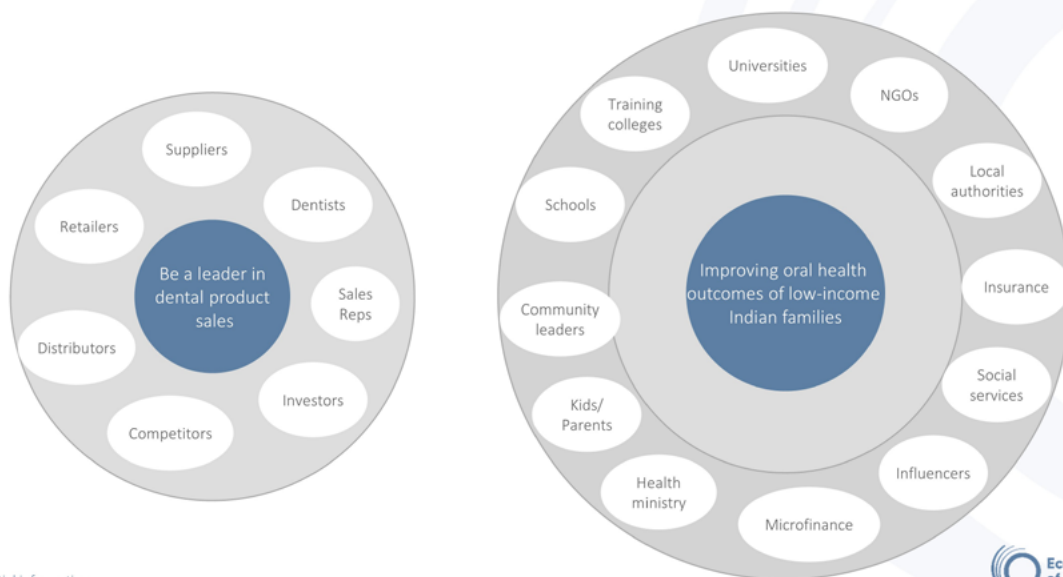 Suppliers
Dentists
Retailers
Be a leader in
dental product
sales
Sales
Reps
Distributors
Investors
Competitors
Universities
NGOs
Training
colleges
Local
authorities
Schools
Improving oral health
outcomes of low-income
Indian families
Insurance
Community
leaders
Social
services
Kids/
Parents
Influencers
Health
ministry
Microfinance